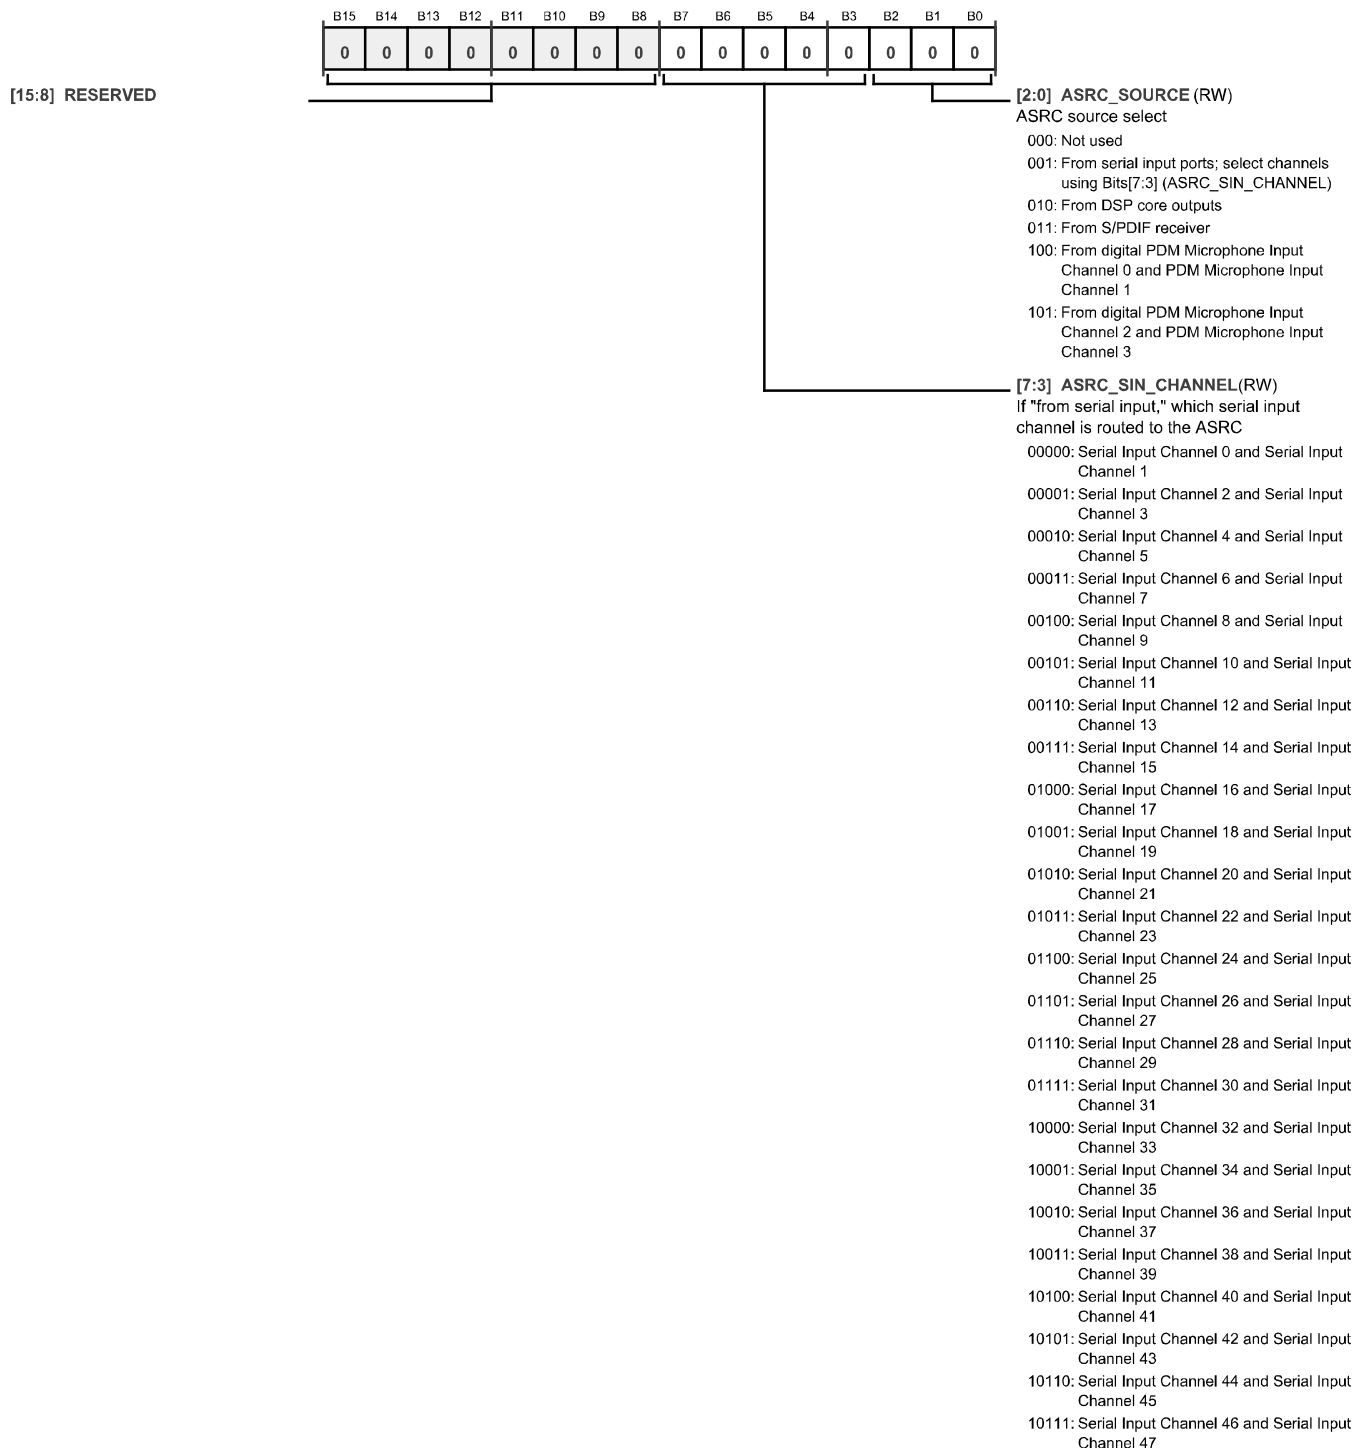 B15 B14 B13 B12 B11 B10 B9 B8 B7 B6 B5 B4 B3 B2 B1 B0
0 0 0 0 0 0 0 0 0 0 0 0 0 0 0 0
[15:8] RESERVED
[2:0] ASRC_SOURCE (RW)
ASRC source select
000: Not used
001: From serial input ports; select channels
using Bits[7:3] (ASRC_SIN_CHANNEL)
010: From DSP core outputs
011: From S/PDIF receiver
100: From digital PDM Microphone Input
Channel 0 and PDM Microphone Input
Channel 1
101: From digital PDM Microphone Input
Channel 2 and PDM Microphone Input
Channel 3
[7:3] ASRC_SIN_CHANNEL(RW)
If "from serial input," which serial input
channel is routed to the ASRC
00000: Serial Input Channel 0 and Serial Input
Channel 1
00001: Serial Input Channel 2 and Serial Input
Channel 3
00010: Serial Input Channel 4 and Serial Input
Channel 5
00011: Serial Input Channel 6 and Serial Input
Channel 7
00100: Serial Input Channel 8 and Serial Input
Channel 9
00101: Serial Input Channel 10 and Serial Input
Channel 11
00110: Serial Input Channel 12 and Serial Input
Channel 13
00111: Serial Input Channel 14 and Serial Input
Channel 15
01000: Serial Input Channel 16 and Serial Input
Channel 17
01001: Serial Input Channel 18 and Serial Input
Channel 19
01010: Serial Input Channel 20 and Serial Input
Channel 21
01011: Serial Input Channel 22 and Serial Input
Channel 23
01100: Serial Input Channel 24 and Serial Input
Channel 25
01101: Serial Input Channel 26 and Serial Input
Channel 27
01110: Serial Input Channel 28 and Serial Input
Channel 29
01111: Serial Input Channel 30 and Serial Input
Channel 31
10000: Serial Input Channel 32 and Serial Input
Channel 33
10001: Serial Input Channel 34 and Serial Input
Channel 35
10010: Serial Input Channel 36 and Serial Input
Channel 37
10011: Serial Input Channel 38 and Serial Input
Channel 39
10100: Serial Input Channel 40 and Serial Input
Channel 41
10101: Serial Input Channel 42 and Serial Input
Channel 43
10110: Serial Input Channel 44 and Serial Input
Channel 45
10111: Serial Input Channel 46 and Serial Input
Channel 47